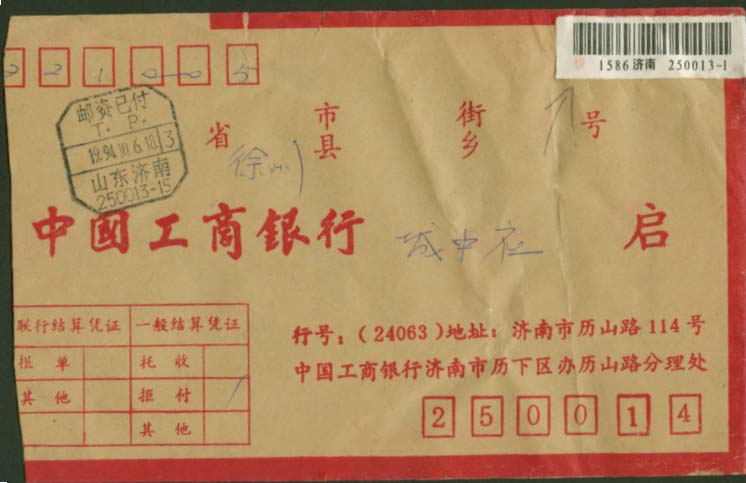 221005
快 1586 济南 250013-1
邮资已付
T. P.
1994.10.6.18 3
山东济南
250013-15
省 市 街 号
县 乡
徐州
中國工商銀行 城中 启
联行结算凭证 一般结算凭证
报单 托收
其他 拒付
其他
行号:(24063)地址:济南市历山路114号
中国工商银行济南市历下区办历山路分理处
250014